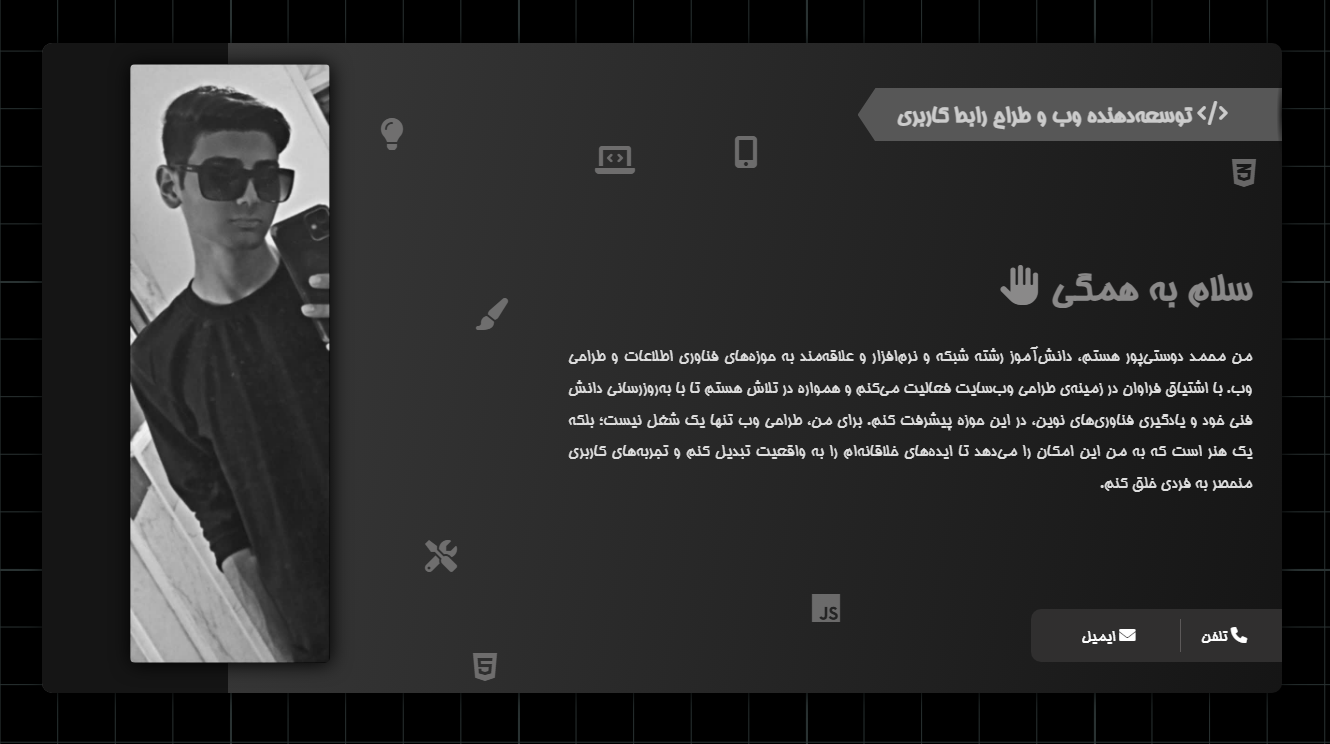 </> توسعه‌دهنده وب و طراح رابط کاربری
سلام به همگی
من محمد دوستی‌پور هستم، دانش‌آموز رشته شبکه و نرم‌افزار و علاقه‌مند به حوزه‌های فناوری اطلاعات و طراحی
وب. با اشتیاق فراوان در زمینه‌ی طراحی وب‌سایت فعالیت می‌کنم و همواره در تلاش هستم تا با به‌روزرسانی دانش
فنی خود و یادگیری فناوری‌های نوین، در این حوزه پیشرفت کنم. برای من، طراحی وب تنها یک شغل نیست؛ بلکه
یک هنر است که به من این امکان را می‌دهد تا ایده‌های خلاقانه‌ام را به واقعیت تبدیل کنم و تجربه‌های کاربری
منحصر به فردی خلق کنم.
JS
تلفن
ایمیل
5